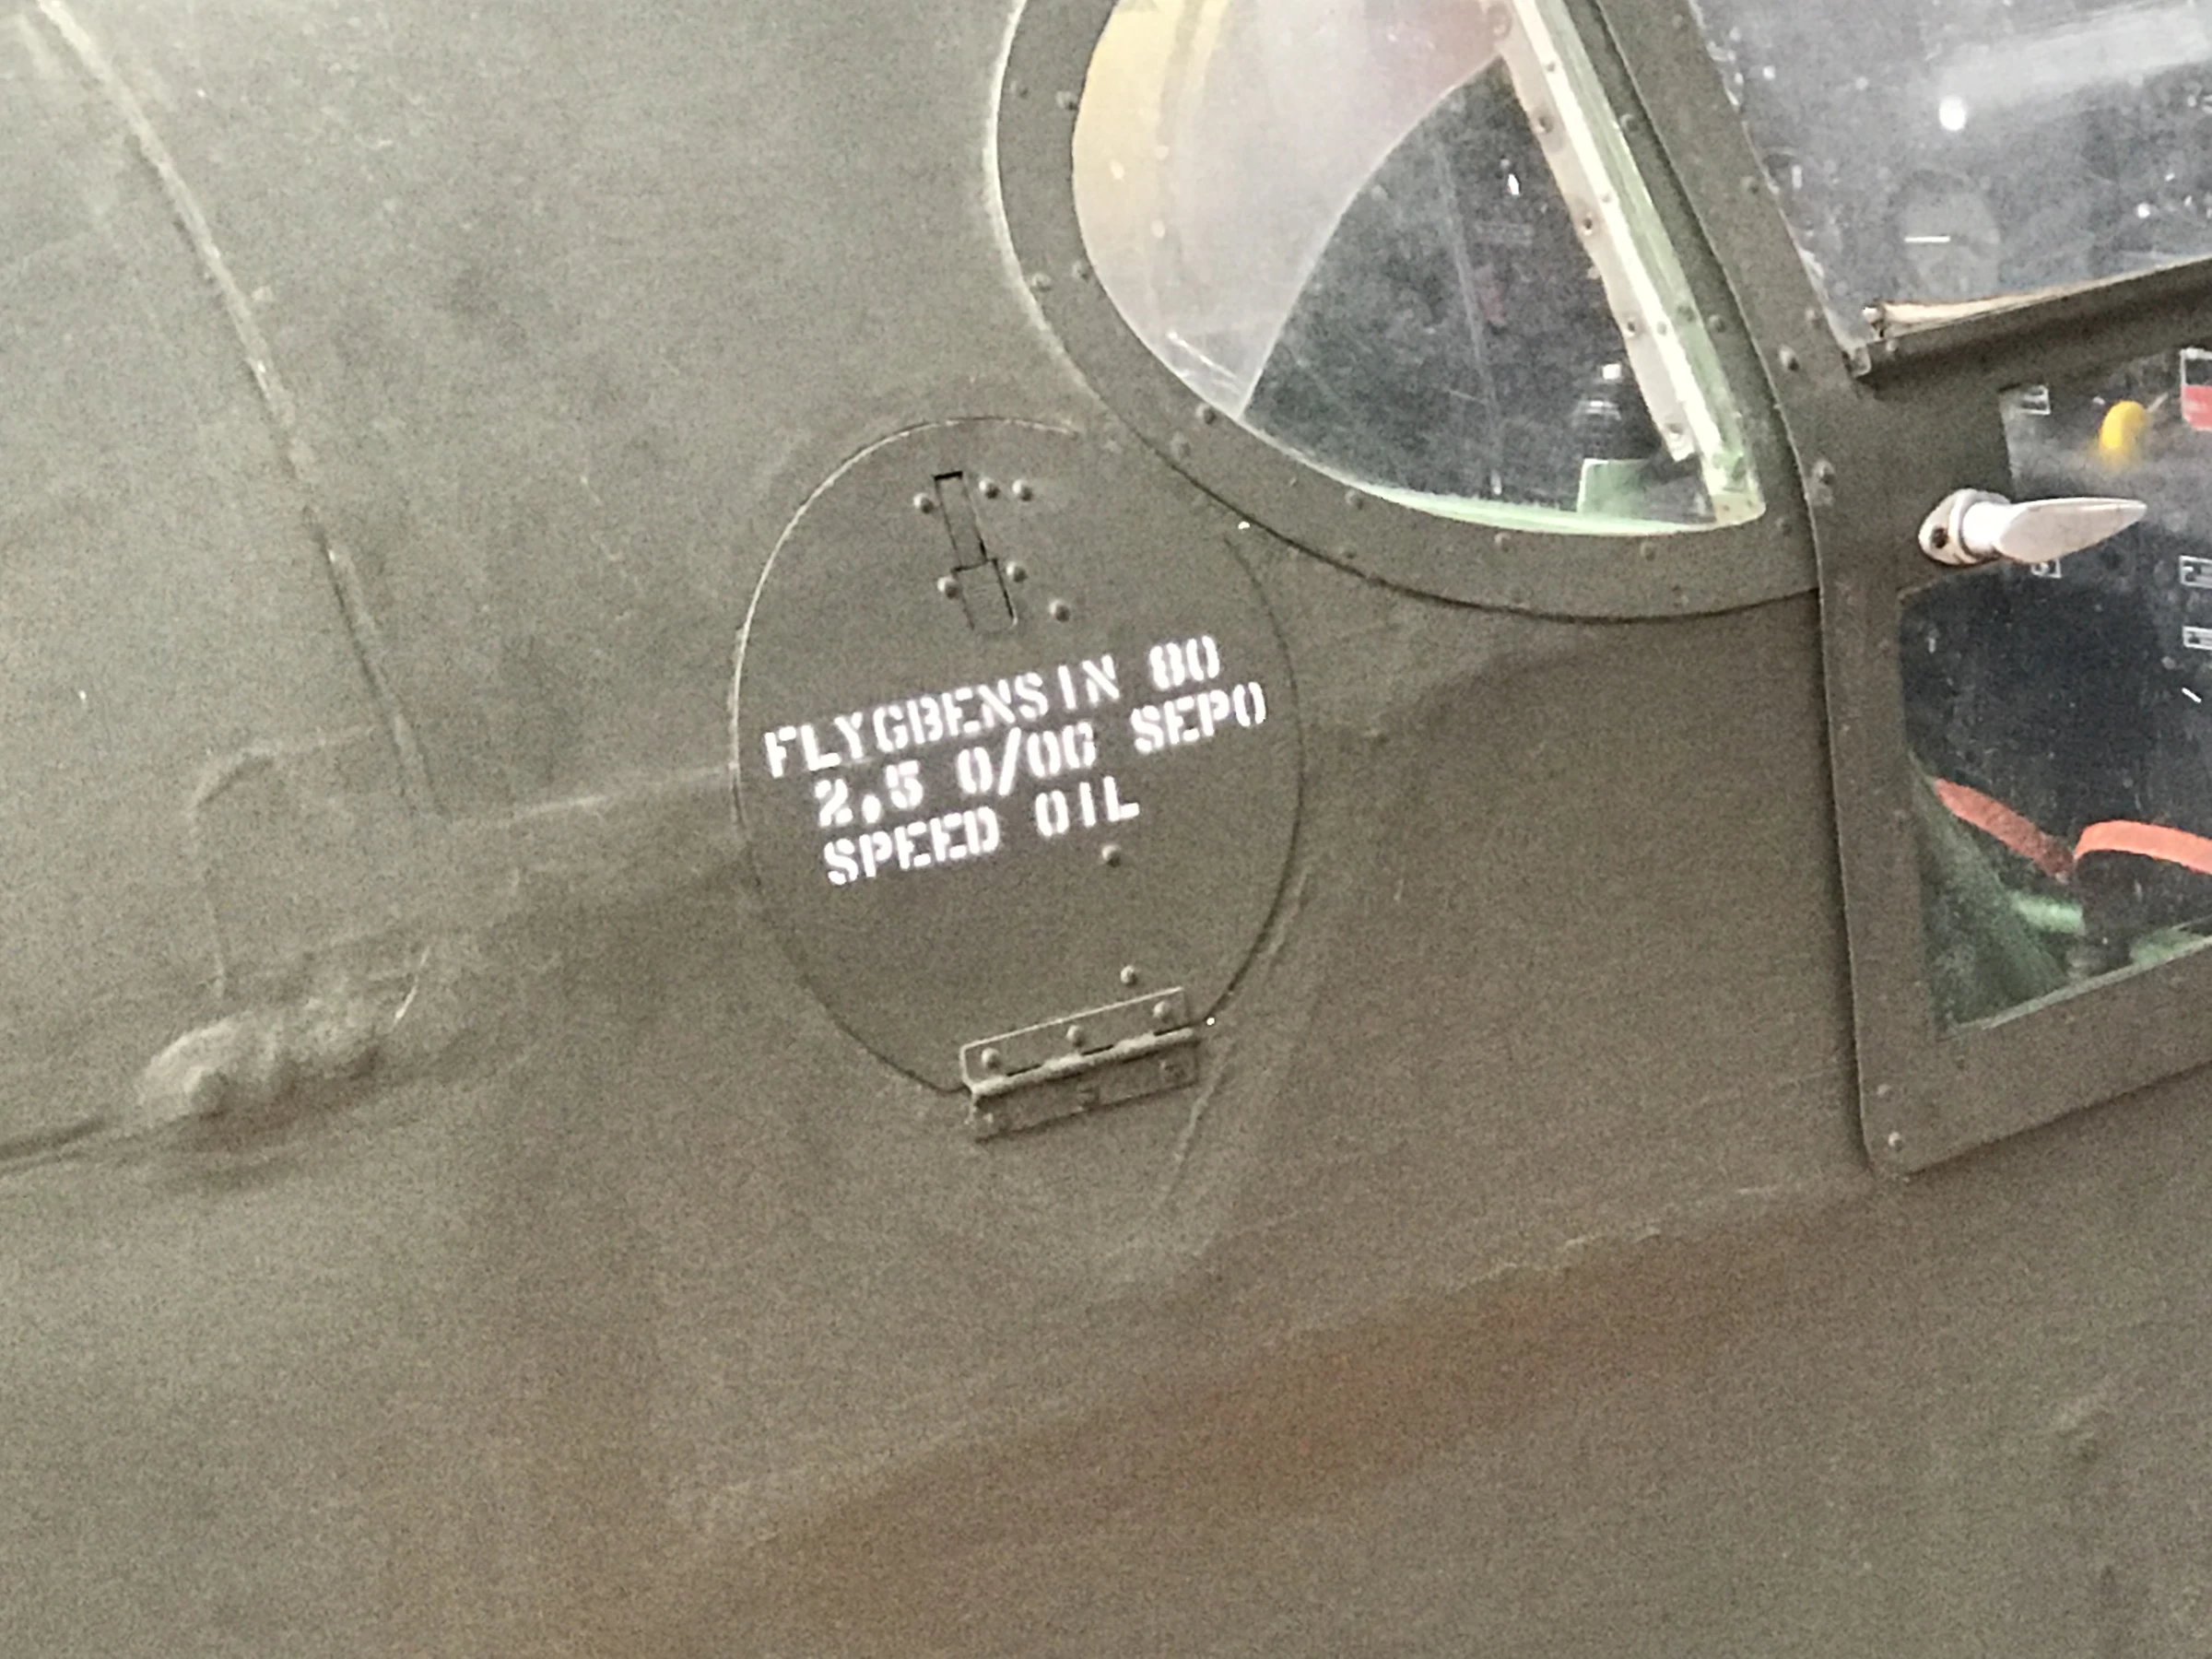 FLYGBENSIN 80
2,5 0/00 SEPO
SPEED OIL